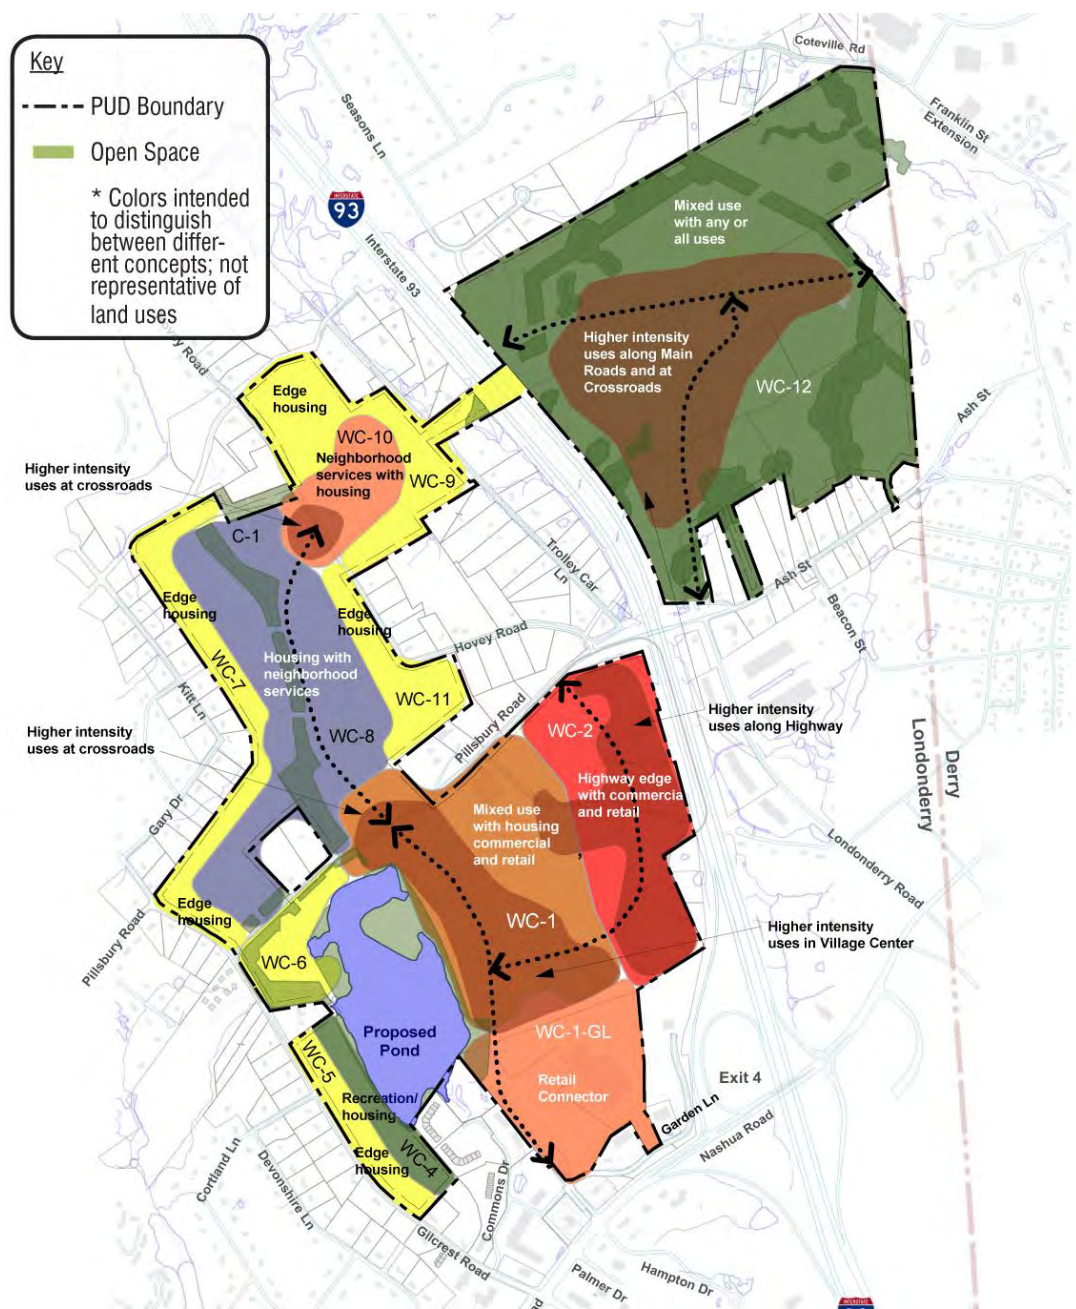 Key
PUD Boundary
Open Space
* Colors intended
to distinguish
between differ-
ent concepts; not
representative of
land uses
Coteville Rd
Franklin St
Extension
Seasons Ln
INTERSTATE
93
Interstate 93
Mixed use
with any or
all uses
Higher intensity
uses along Main
Roads and at
Crossroads
WC-12
Ash St
Road
Edge
housing
WC-10
Neighborhood
services with
housing
WC-9
Higher intensity
uses at crossroads
C-1
Trolley Car
Ln
Ash St
Beacon St
Edge
housing
Edge
housing
Hovey Road
Housing with
neighborhood
services
WC-7
WC-11
Kitt Ln
Pillsbury Road
WC-2
Higher intensity
uses along Highway
Higher intensity
uses at crossroads
WC-8
Derry
Londonderry
Highway edge
with commercia
and retail
Mixed use
with housing
commercial
and retail
Gary Dr
Londonderry Road
Edge
housing
WC-1
Higher intensity
uses in Village Center
Pillsbury Road
WC-6
Proposed
Pond
WC-1-GL
WC-5
Retail
Connector
Exit 4
Recreation/
housing
Garden Ln
Nashua Road
Edge
housing
WC-4
Cortland Ln
Devonshire Ln
Commons Dr
Gilcrest Road
Palmer Dr
Hampton Dr
INTERSTATE